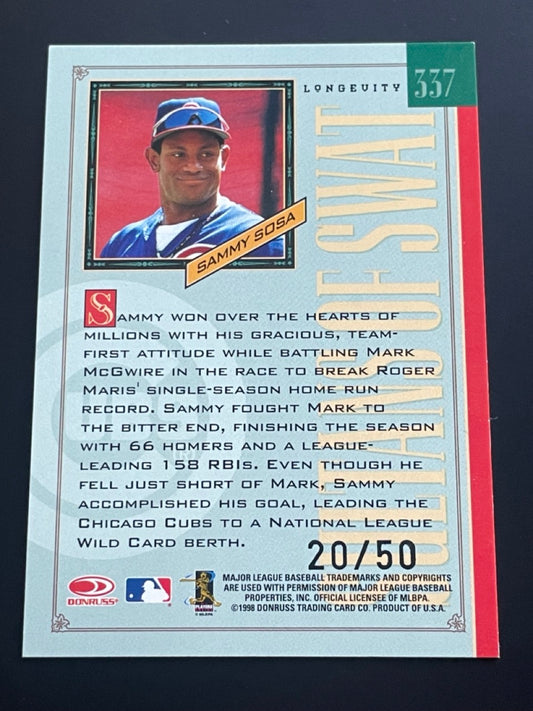 LONGEVITY 337
SAMMY SOSA
SULTANS OF SWAT
SAMMY WON OVER THE HEARTS OF
MILLIONS WITH HIS GRACIOUS, TEAM-
FIRST ATTITUDE WHILE BATTLING MARK
MCGWIRE IN THE RACE TO BREAK ROGER
MARIS' SINGLE-SEASON HOME RUN
RECORD. SAMMY FOUGHT MARK TO
THE BITTER END, FINISHING THE SEASON
WITH 66 HOMERS AND A LEAGUE-
LEADING 158 RBIS. EVEN THOUGH HE
FELL JUST SHORT OF MARK, SAMMY
ACCOMPLISHED HIS GOAL, LEADING THE
CHICAGO CUBS TO A NATIONAL LEAGUE
WILD CARD BERTH.
20/50
DONRUSS®
MAJOR LEAGUE BASEBALL TRADEMARKS AND COPYRIGHTS
ARE USED WITH PERMISSION OF MAJOR LEAGUE BASEBALL
PROPERTIES, INC. OFFICIAL LICENSEE OF MLBPA.
©1998 DONRUSS TRADING CARD CO. PRODUCT OF U.S.A.